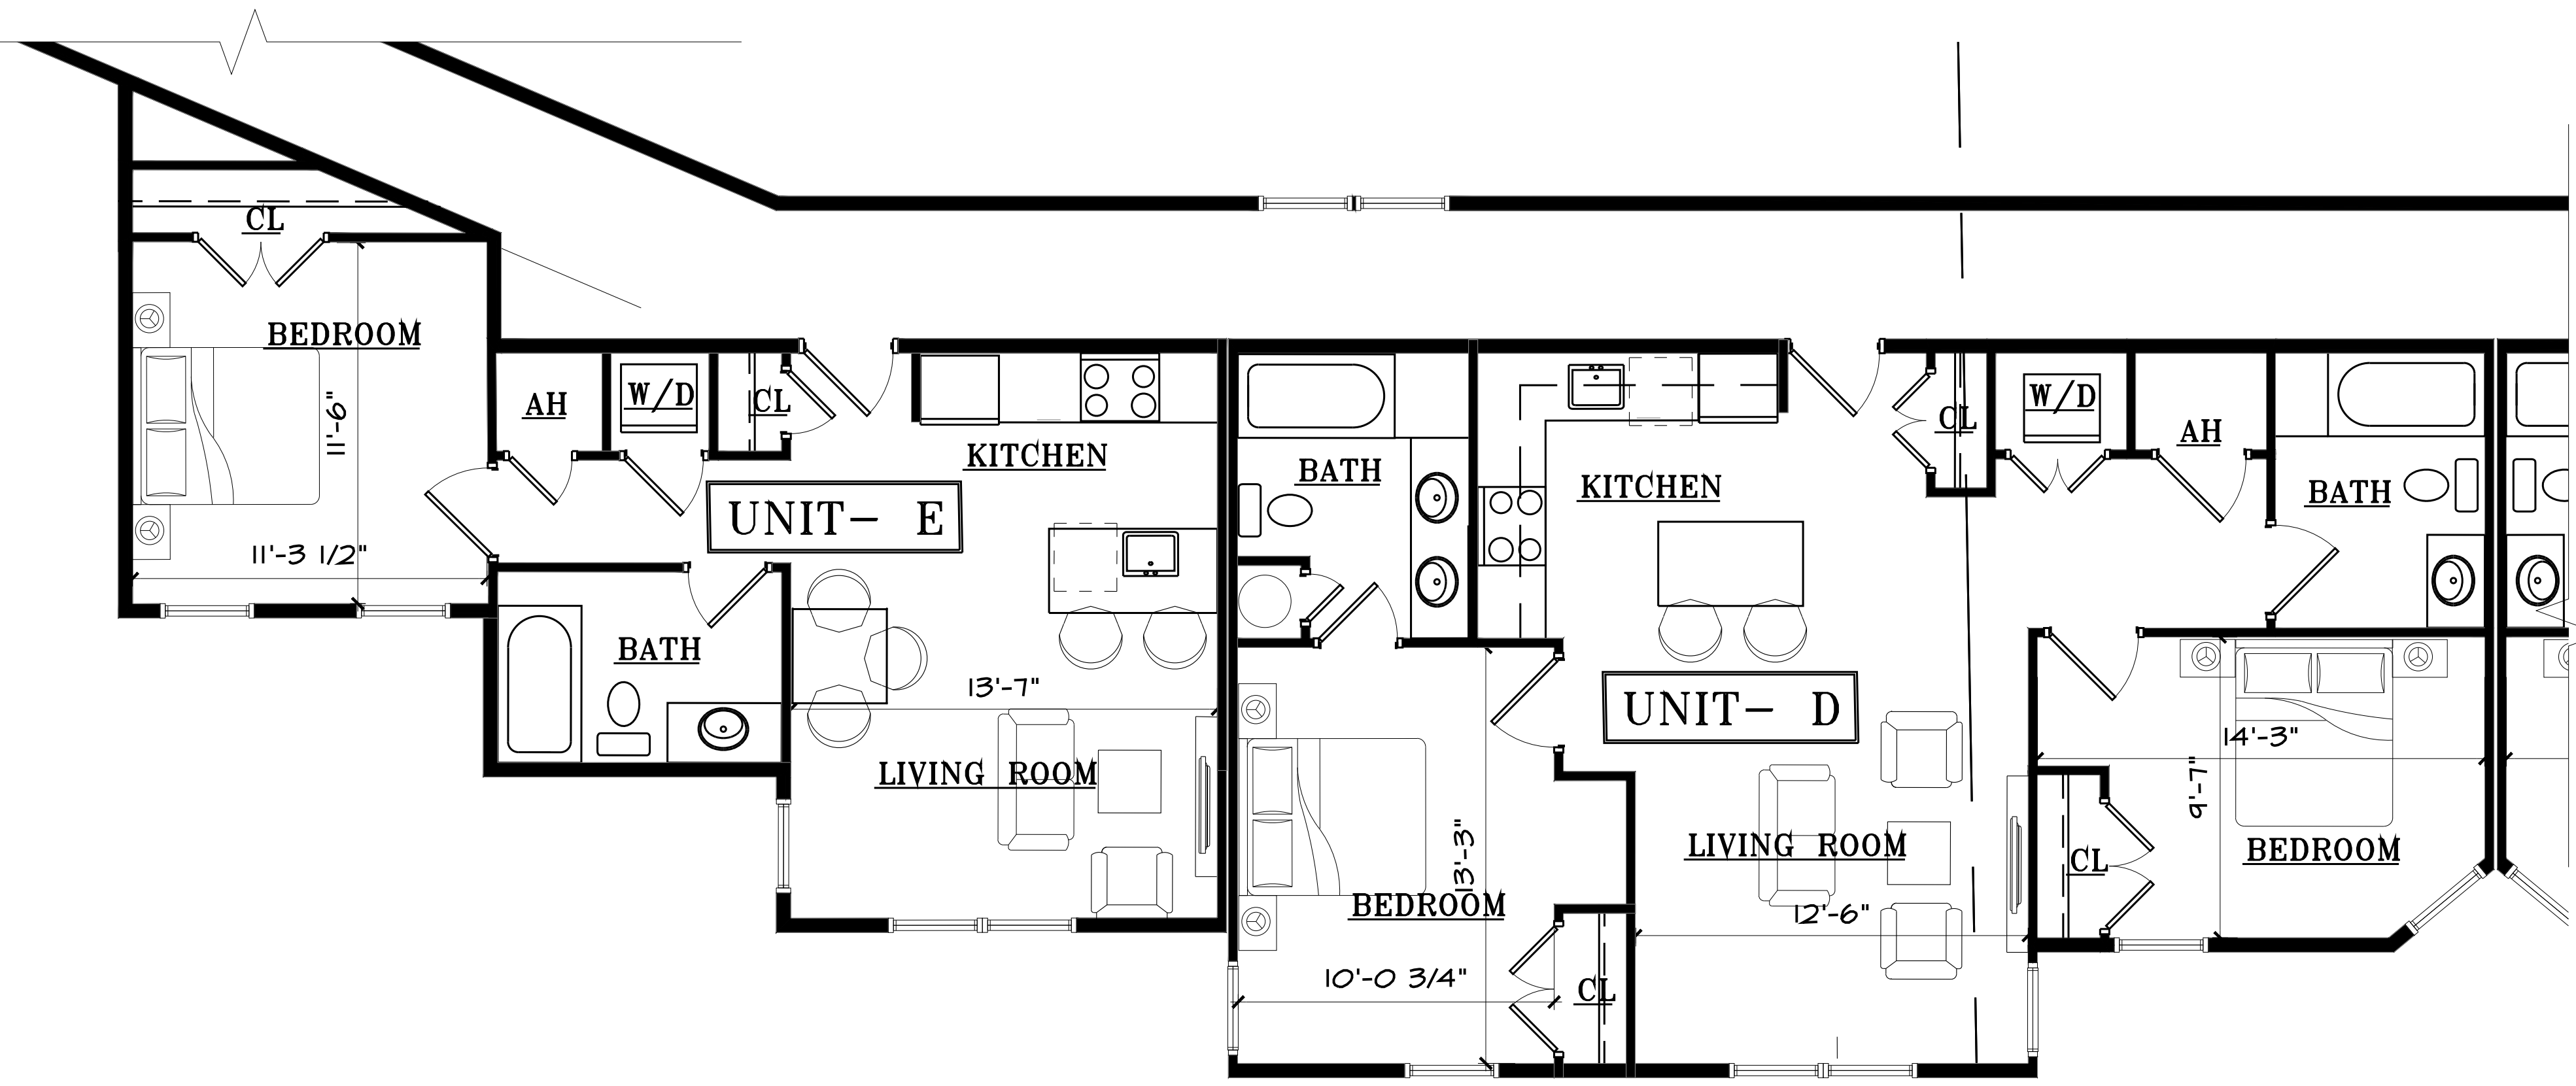 CL
BEDROOM
11'-6"
11'-3 1/2"
AH
W/D
CL
KITCHEN
UNIT- E
BATH
13'-7"
LIVING ROOM
BATH
KITCHEN
CL
W/D
AH
BATH
UNIT- D
LIVING ROOM
12'-6"
13'-3"
BEDROOM
10'-0 3/4"
CL
14'-3"
9'-7"
CL
BEDROOM